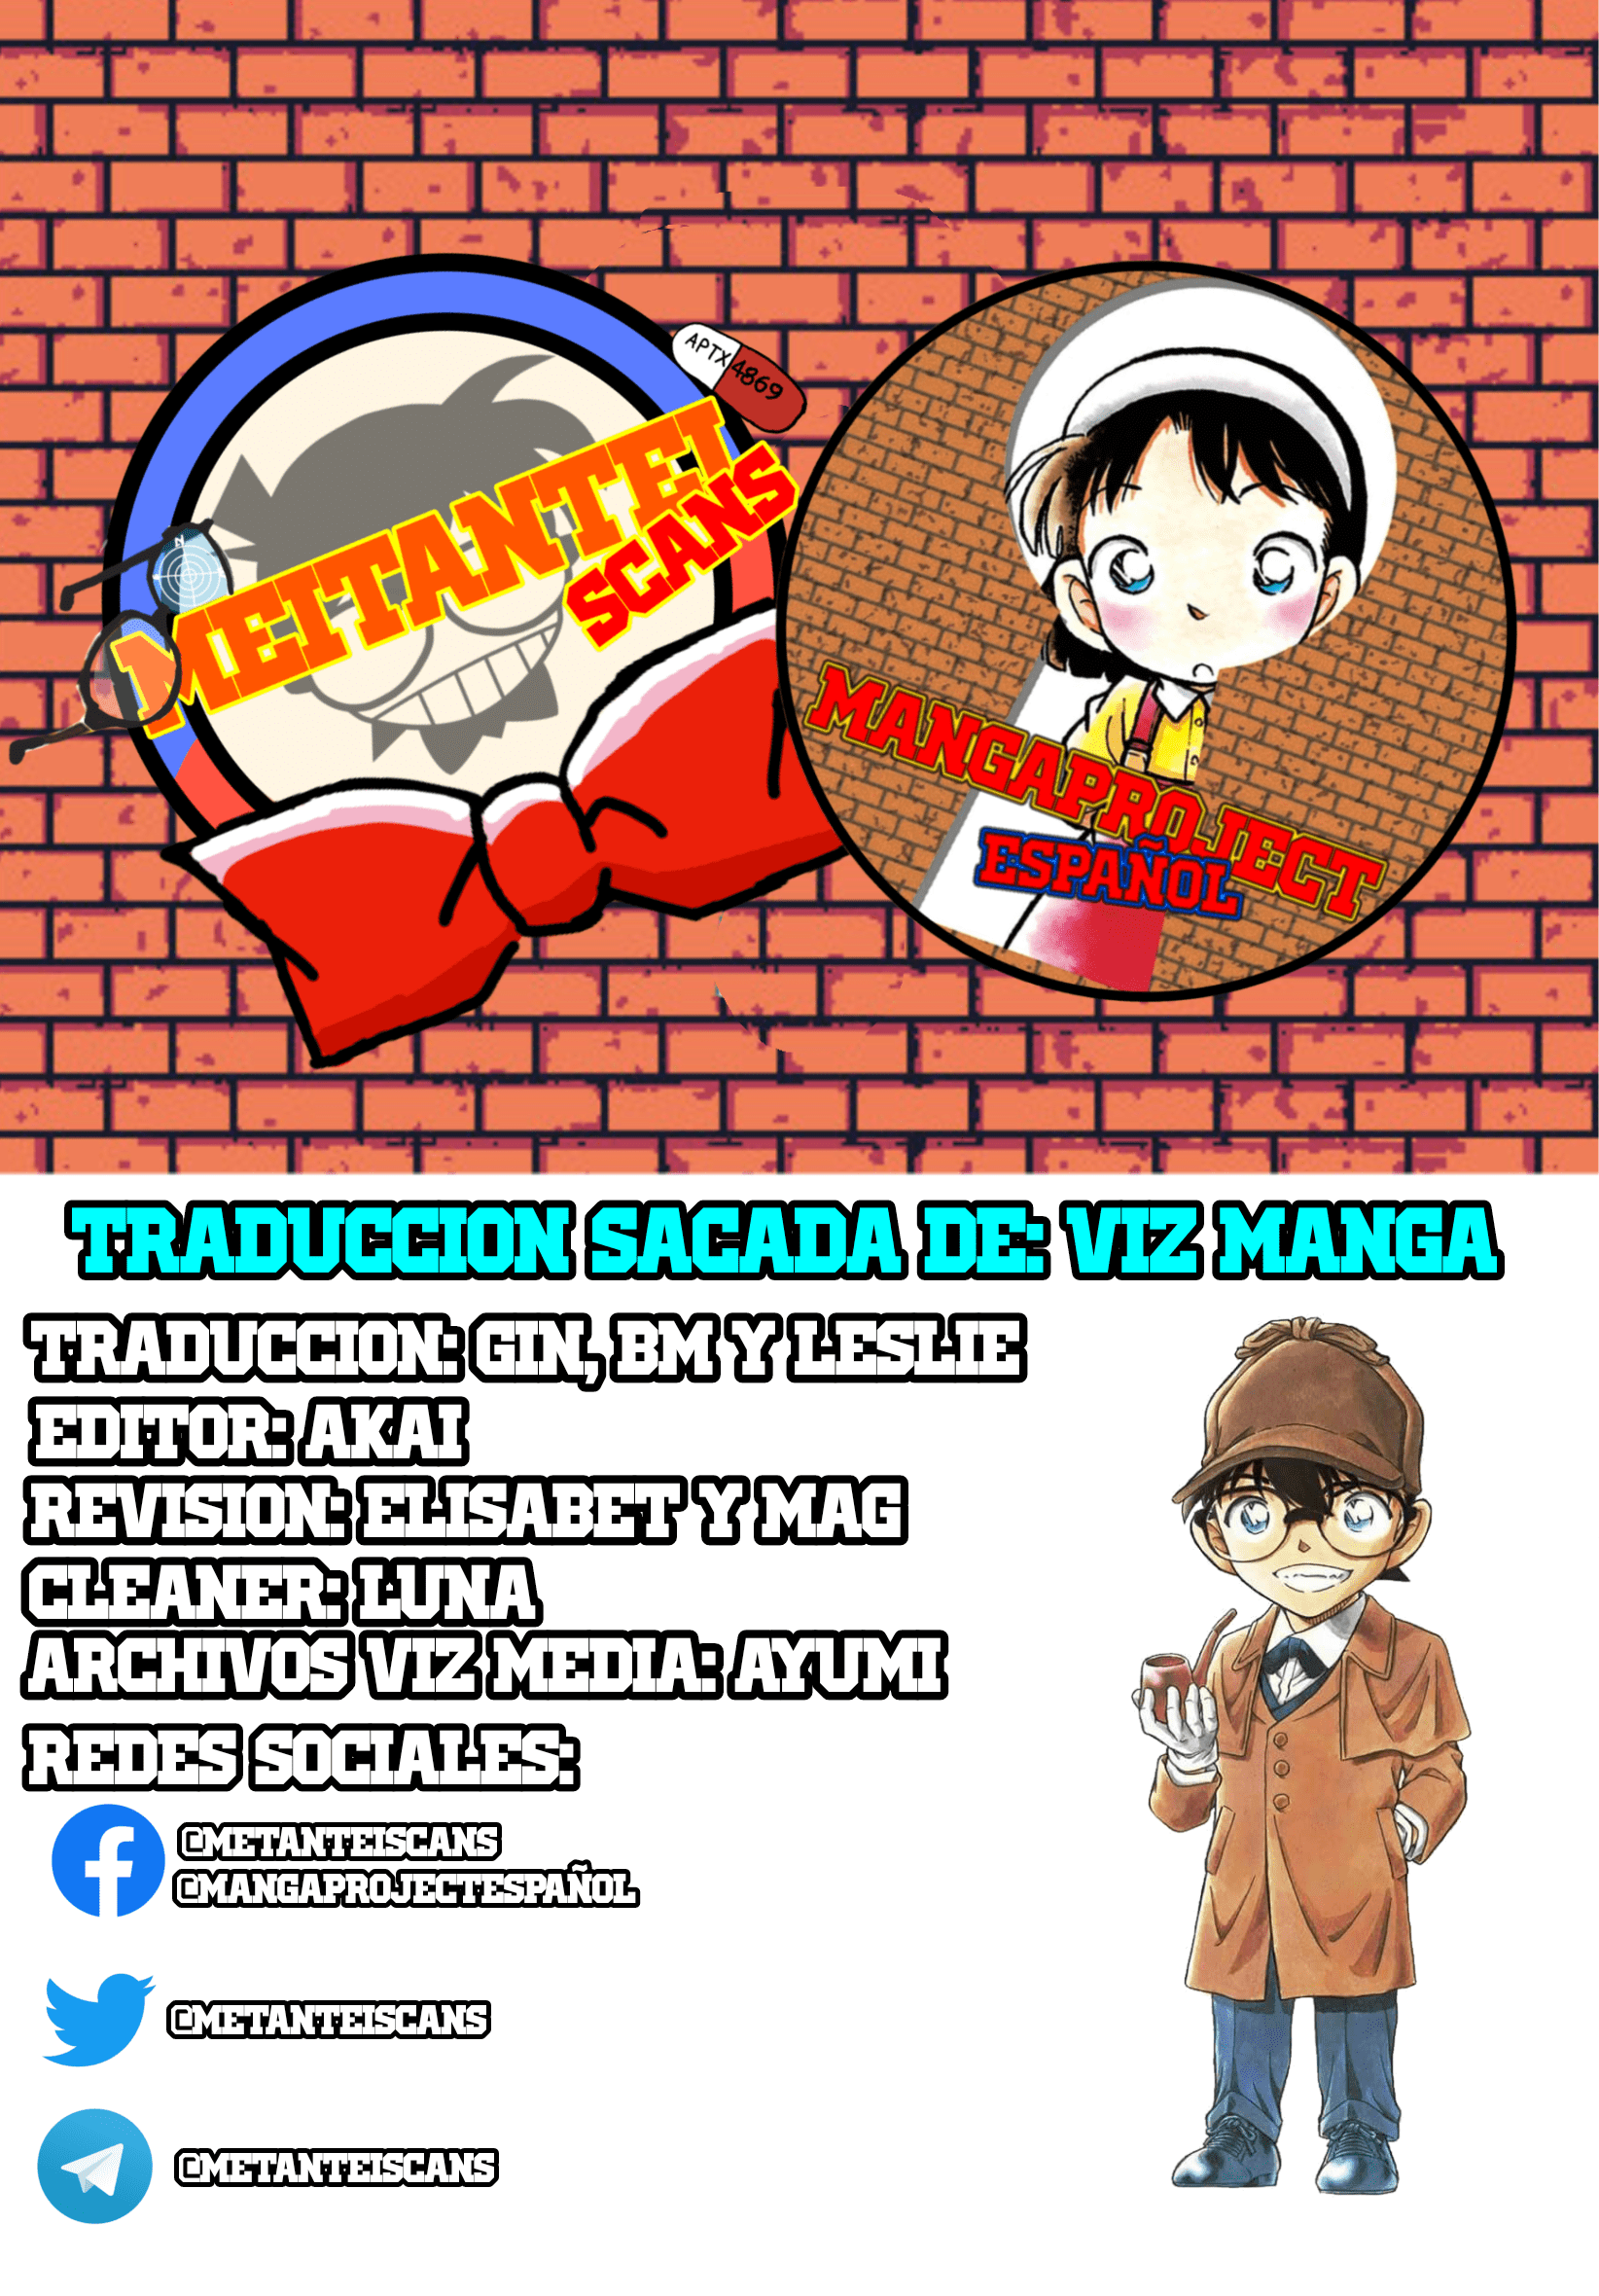 APTX 4869
MEITANTEI
SCANS
N
MANGAPROJECT
ESPAÑOL
TRADUCCION SACADA DE: VIZ MANGA
TRADUCCION: GIN, BM Y LESLIE
EDITOR: AKAI
REVISION: ELISABET Y MAG
CLEANER: LUNA
ARCHIVOS VIZ MEDIA: AYUMI
REDES SOCIALES:
@METANTEISCANS
@MANGAPROJECTESPAÑOL
@METANTEISCANS
@METANTEISCANS